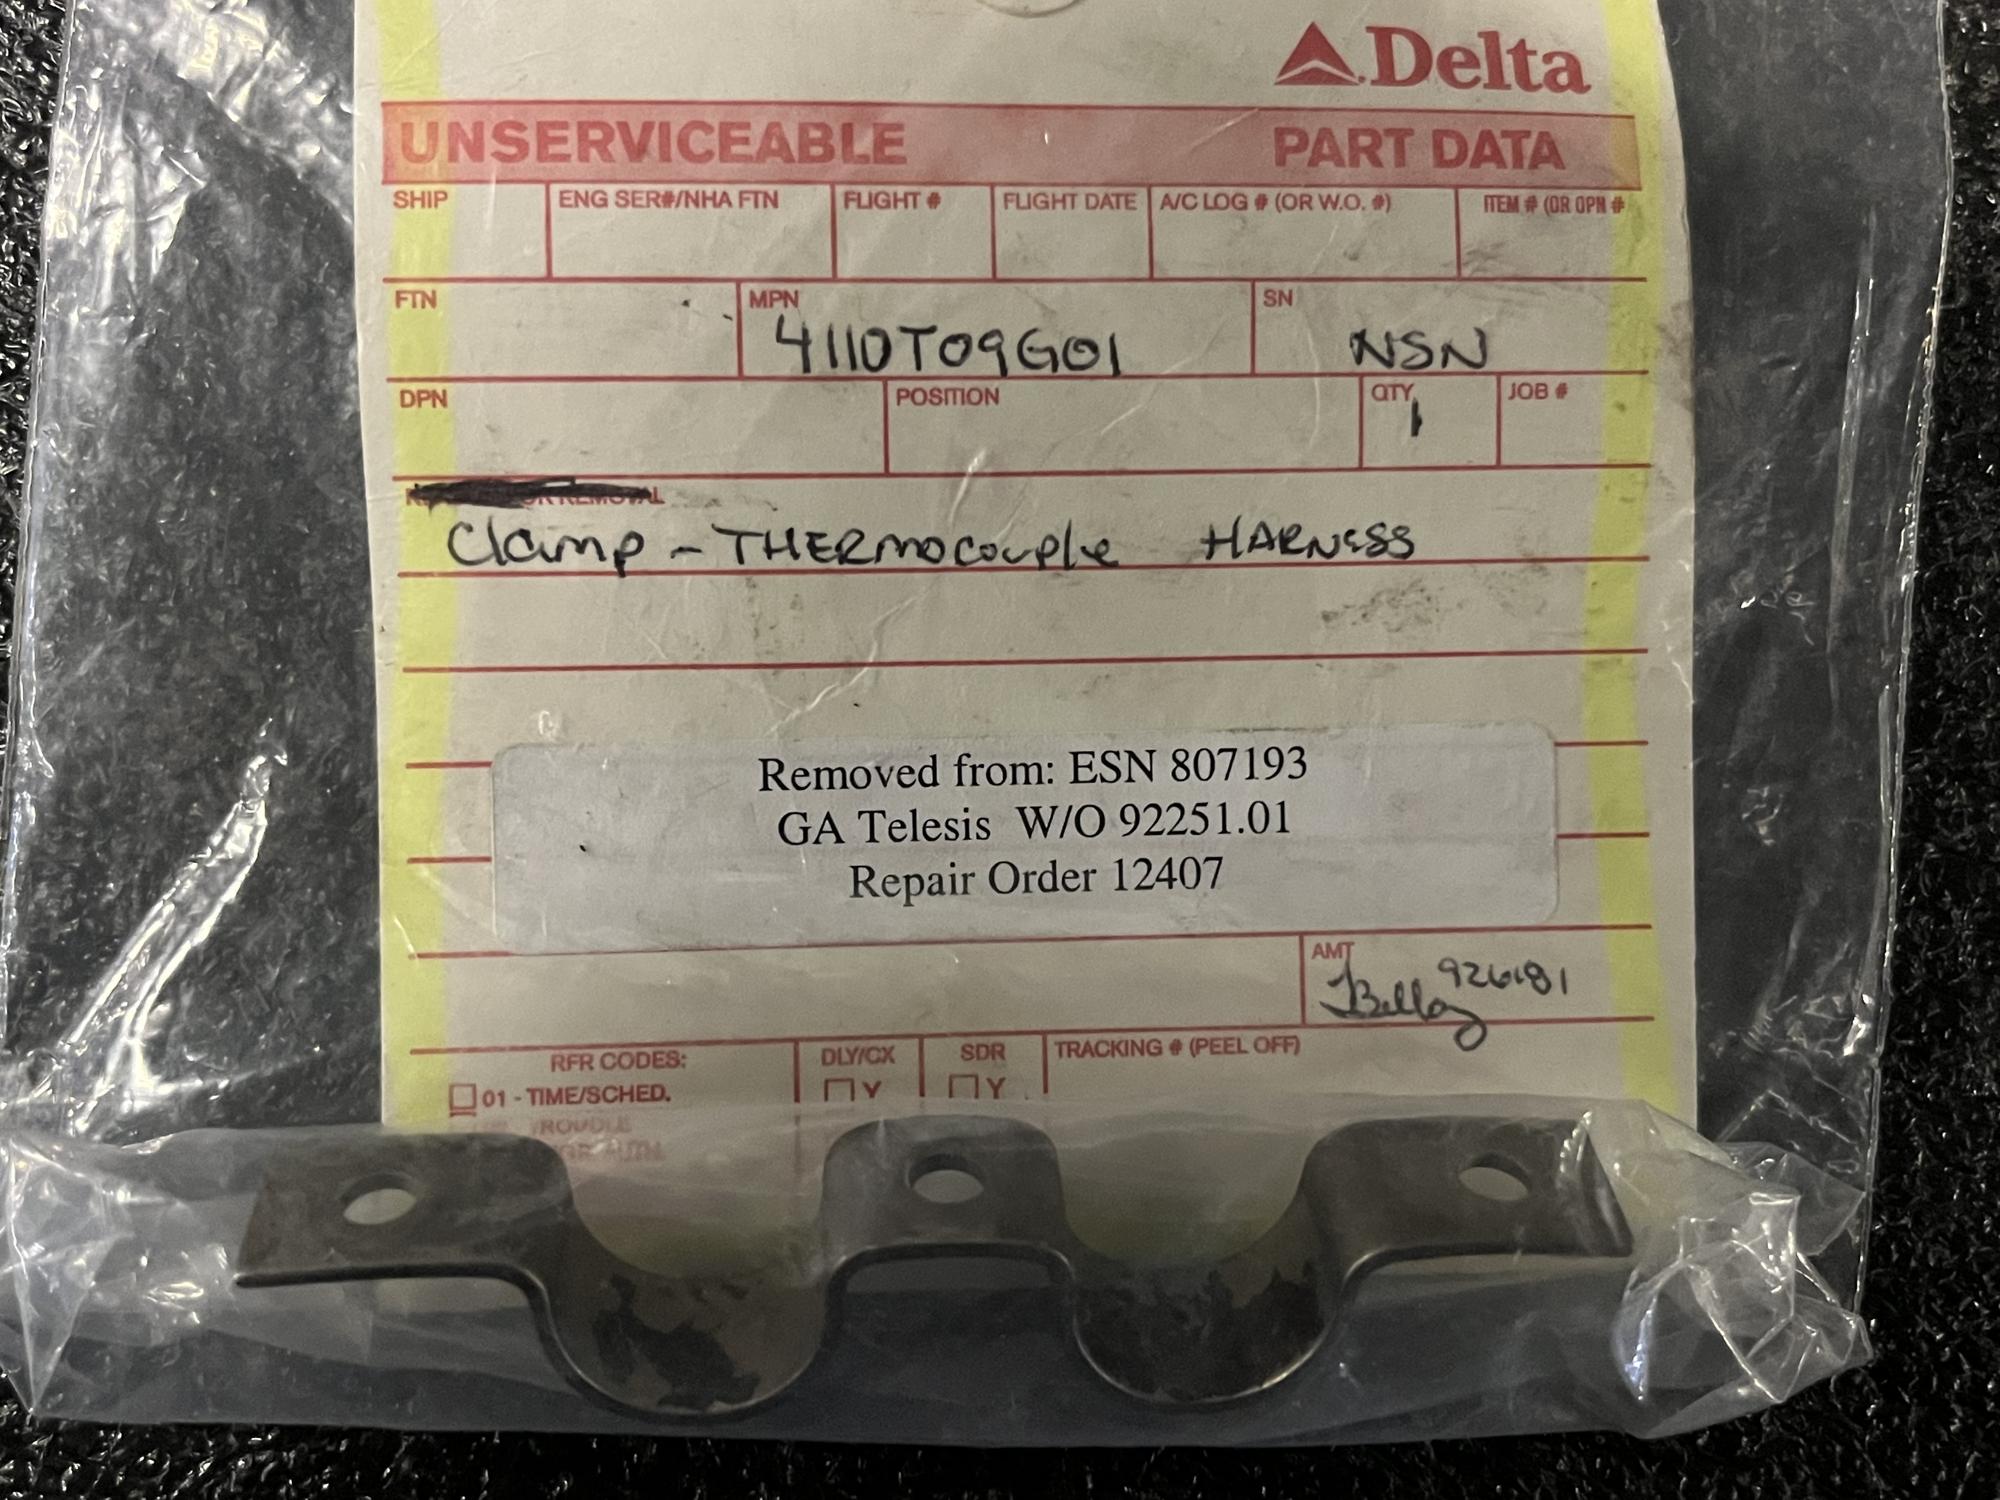 Delta
UNSERVICEABLE PART DATA
SHIP ENG SER#/NHA FTN FLIGHT # FLIGHT DATE A/C LOG # (OR W.O. #) ITEM # (OR OPN #
FTN MPN SN
4110T09G01 NSN
DPN POSITION QTY JOB #
1
OR REMOVAL
Clamp - THERMOCOUPle HARNESS
Removed from: ESN 807193
GA Telesis W/O 92251.01
Repair Order 12407
AMT
926181
RFR CODES: DLY/CX SDR TRACKING # (PEEL OFF)
01 - TIME/SCHED. Y Y